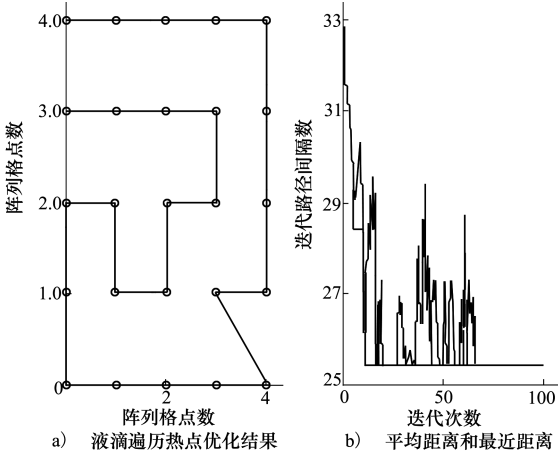 4.0
3.0
2.0
1.0
0
2
4
阵列格点数
阵列格点数
a） 液滴遍历热点优化结果
33
31
29
27
25
0
50
100
迭代路径间隔数
迭代次数
b） 平均距离和最近距离